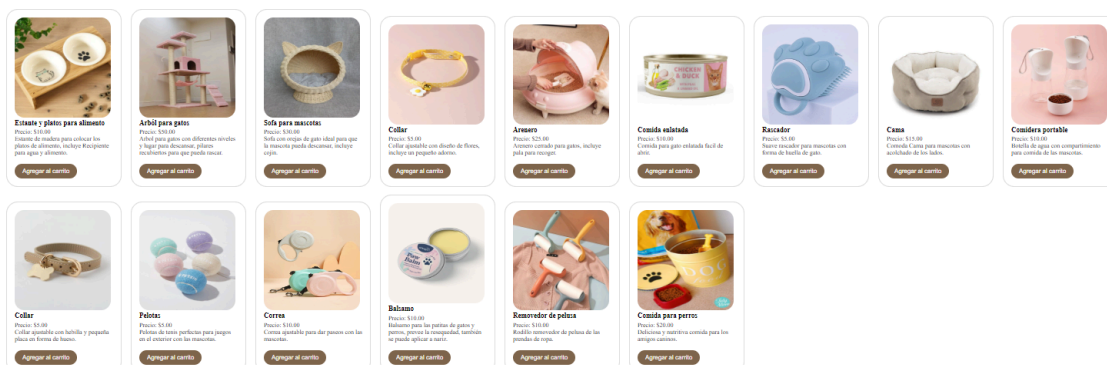 Estante y platos para alimento
Precio: $10.00
Estante de madera para colocar los
platos de alimento, incluye Recipiente
para agua y alimento.
Agregar al carrito
Arból para gatos
Precio: $50.00
Arbol para gatos con diferentes niveles
y lugar para descansar, pilares
recubiertos para que pueda rascar.
Agregar al carrito
Sofa para mascotas
Precio: $30.00
Sofa con orejas de gato ideal para que
la mascota pueda descansar, incluye
cojin.
Agregar al carrito
Collar
Precio: $5.00
Collar ajustable con diseño de flores,
incluye un pequeño adorno.
Agregar al carrito
Arenero
Precio: $25.00
Arenero cerrado para gatos, incluye
pala para recoger.
Agregar al carrito
CHICKEN
& DUCK
Comida enlatada
Precio: $10.00
Comida para gato enlatada facil de
abrir.
Agregar al carrito
Rascador
Precio: $5.00
Suave rascador para mascotas con
forma de huella de gato.
Agregar al carrito
Cama
Precio: $15.00
Comoda Cama para mascotas con
acolchado de los lados.
Agregar al carrito
Comidera portable
Precio: $10.00
Botella de agua con compartimiento
para comida de las mascotas.
Agregar al carrito
Collar
Precio: $5.00
Collar ajustable con hebilla y pequeña
placa en forma de hueso.
Agregar al carrito
Pelotas
Precio: $5.00
Pelotas de tenis perfectas para juegos
en el exterior con las mascotas.
Agregar al carrito
Correa
Precio: $10.00
Correa ajustable para dar paseos con las
mascotas.
Agregar al carrito
Paw
Balm
Balsamo
Precio: $10.00
Balsamo para las patitas de gatos y
perros, previene la resequedad, también
se puede aplicar a nariz.
Agregar al carrito
Removedor de pelusa
Precio: $10.00
Rodillo removedor de pelusa de las
prendas de ropa.
Agregar al carrito
DOG
Comida para perros
Precio: $20.00
Deliciosa y nutritiva comida para los
amigos caninos.
Agregar al carrito